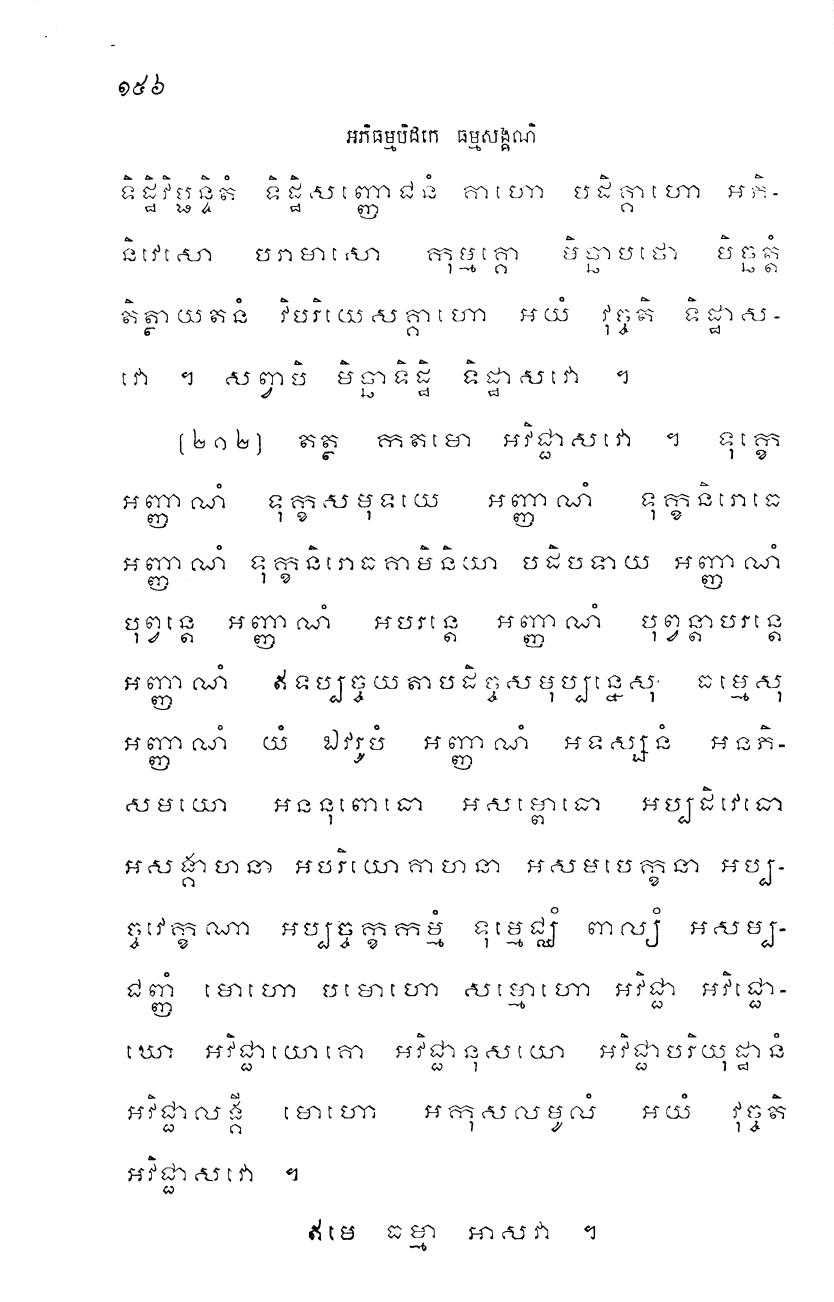 ១៥៦
អភិធម្មបិដកេ ធម្មសង្គណិ
ទិដ្ឋិវិប្ផន្ទិតំ ទិដ្ឋិសញ្ញោជនំ គាហោ បដិគ្គាហោ អភិ-
និវេសោ បរាមាសោ កុម្មគ្គោ មិច្ឆាបថោ មិច្ឆត្តំ
តិត្ថាយតនំ វិបរិយេសគ្គាហោ អយំ វុច្ចតិ ទិដ្ឋាស-
វោ ។ សព្វាបិ មិច្ឆាទិដ្ឋិ ទិដ្ឋាសវោ ។
[២១២] តត្ថ កតមោ អវិជ្ជាសវោ ។ ទុក្ខេ
អញ្ញាណំ ទុក្ខសមុទយេ អញ្ញាណំ ទុក្ខនិរោធេ
អញ្ញាណំ ទុក្ខនិរោធគាមិនិយា បដិបទាយ អញ្ញាណំ
បុព្វន្តេ អញ្ញាណំ អបរន្តេ អញ្ញាណំ បុព្វន្តាបរន្តេ
អញ្ញាណំ ឥទប្បច្ចយតាបដិច្ចសមុប្បន្នេសុ ធម្មេសុ
អញ្ញាណំ យំ ឯវរូបំ អញ្ញាណំ អទស្សនំ អនភិ-
សមយោ អននុពោធោ អសម្ពោធោ អប្បដិវេធោ
អសង្គាហនា អបរិយោគាហនា អសមបេក្ខនា អប្ប-
ច្ចវេក្ខណា អប្បច្ចក្ខកម្មំ ទុម្មេជ្ឈំ ពាល្យំ អសម្ប-
ជញ្ញំ មោហោ បមោហោ សម្មោហោ អវិជ្ជា អវិជ្ជោ-
ឃោ អវិជ្ជាយោគោ អវិជ្ជានុសយោ អវិជ្ជាបរិយុដ្ឋានំ
អវិជ្ជាលង្គី មោហោ អកុសលមូលំ អយំ វុច្ចតិ
អវិជ្ជាសវោ ។
ឥមេ ធម្មា អាសវា ។